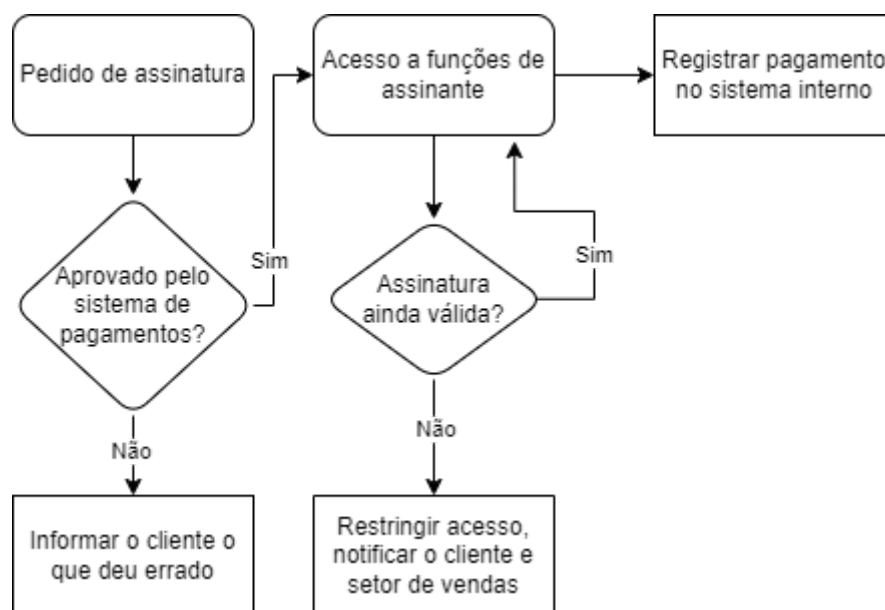 Pedido de assinatura
Acesso a funções de
assinante
Registrar pagamento
no sistema interno
Aprovado pelo
sistema de
pagamentos?
Sim
Assinatura
ainda válida?
Sim
Não
Não
Informar o cliente o
que deu errado
Restringir acesso,
notificar o cliente e
setor de vendas